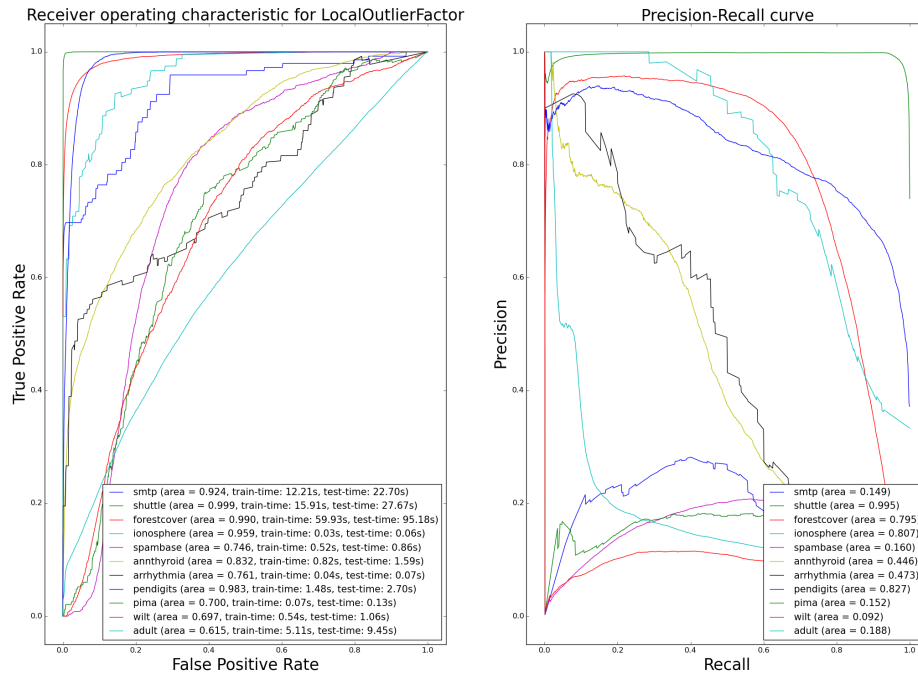 Receiver operating characteristic for LocalOutlierFactor
1.0
0.8
0.6
0.4
0.2
0.0
True Positive Rate
smtp (area = 0.924, train-time: 12.21s, test-time: 22.70s)
shuttle (area = 0.999, train-time: 15.91s, test-time: 27.67s)
forestcover (area = 0.990, train-time: 59.93s, test-time: 95.18s)
ionosphere (area = 0.959, train-time: 0.03s, test-time: 0.06s)
spambase (area = 0.746, train-time: 0.52s, test-time: 0.86s)
annthyroid (area = 0.832, train-time: 0.82s, test-time: 1.59s)
arrhythmia (area = 0.761, train-time: 0.04s, test-time: 0.07s)
pendigits (area = 0.983, train-time: 1.48s, test-time: 2.70s)
pima (area = 0.700, train-time: 0.07s, test-time: 0.13s)
wilt (area = 0.697, train-time: 0.54s, test-time: 1.06s)
adult (area = 0.615, train-time: 5.11s, test-time: 9.45s)
0.0 0.2 0.4 0.6 0.8 1.0
False Positive Rate
Precision-Recall curve
1.0
0.8
0.6
0.4
0.2
0.0
Precision
smtp (area = 0.149)
shuttle (area = 0.995)
forestcover (area = 0.795)
ionosphere (area = 0.807)
spambase (area = 0.160)
annthyroid (area = 0.446)
arrhythmia (area = 0.473)
pendigits (area = 0.827)
pima (area = 0.152)
wilt (area = 0.092)
adult (area = 0.188)
0.0 0.2 0.4 0.6 0.8 1.0
Recall